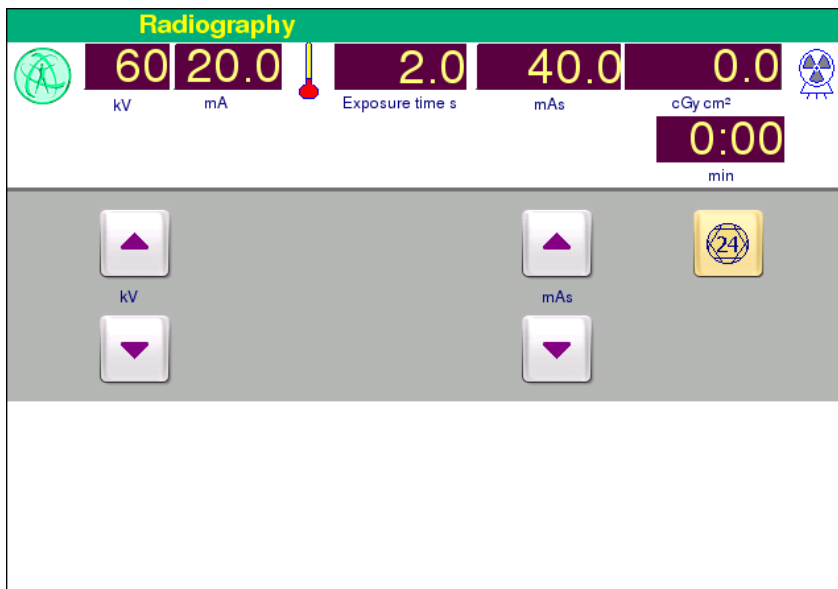 Radiography
60 20.0 2.0 40.0 0.0
kV mA Exposure time s mAs cGy cm²
0:00
min
24
kV mAs